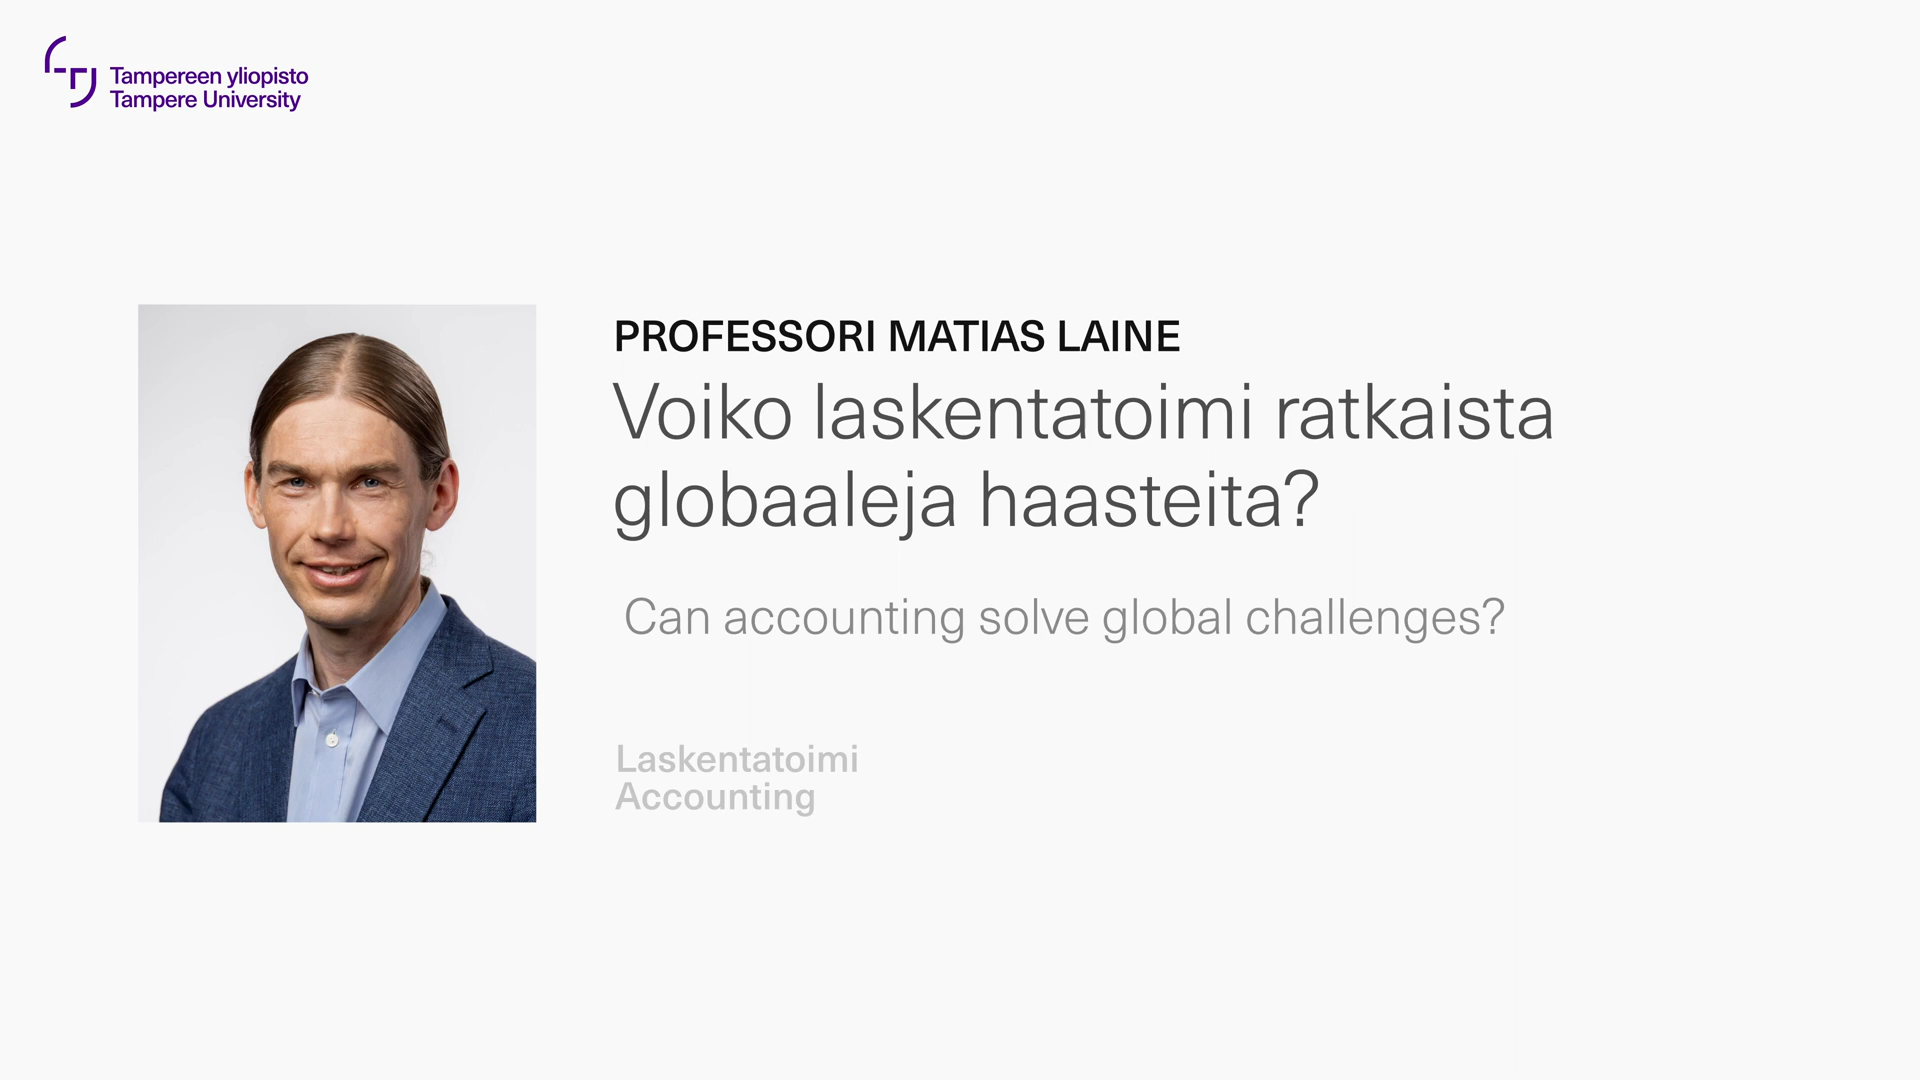 Tampereen yliopisto
Tampere University
PROFESSORI MATIAS LAINE
Voiko laskentatoimi ratkaista
globaaleja haasteita?
Can accounting solve global challenges?
Laskentatoimi
Accounting